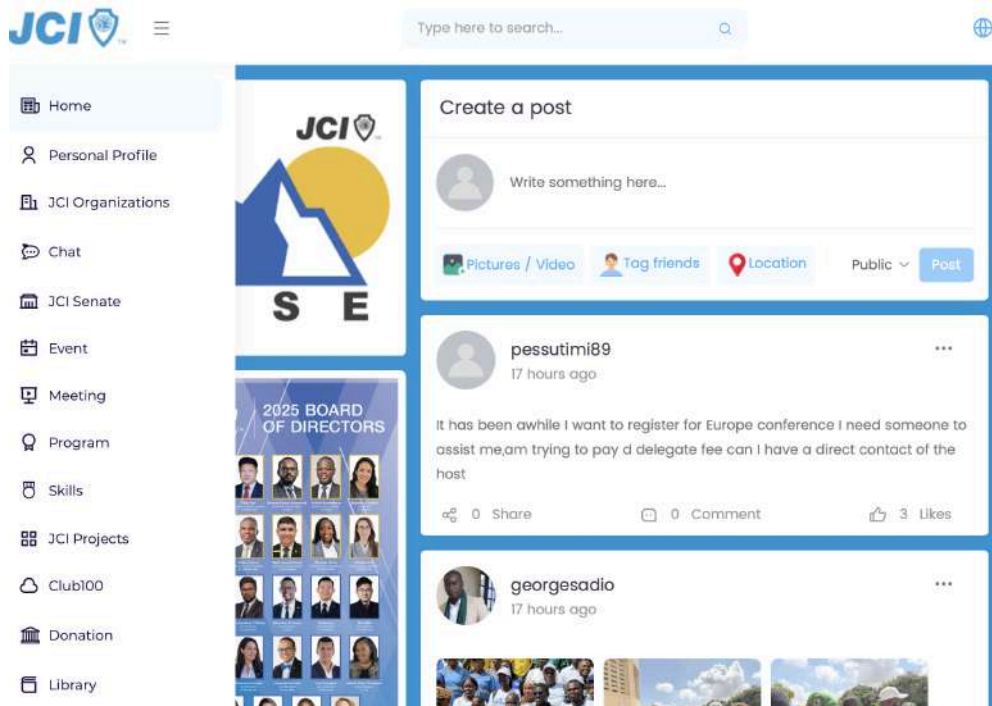 JCI
Type here to search...
Home
Personal Profile
JCI Organizations
Chat
JCI Senate
Event
Meeting
Program
Skills
JCI Projects
Club100
Donation
Library
JCI
S E
2025 BOARD
OF DIRECTORS
Create a post
Write something here...
Pictures / Video
Tag friends
Location
Public
Post
pessutimi89
17 hours ago
It has been awhile I want to register for Europe conference I need someone to
assist me,am trying to pay d delegate fee can I have a direct contact of the
host
0 Share
0 Comment
3 Likes
georgesadio
17 hours ago